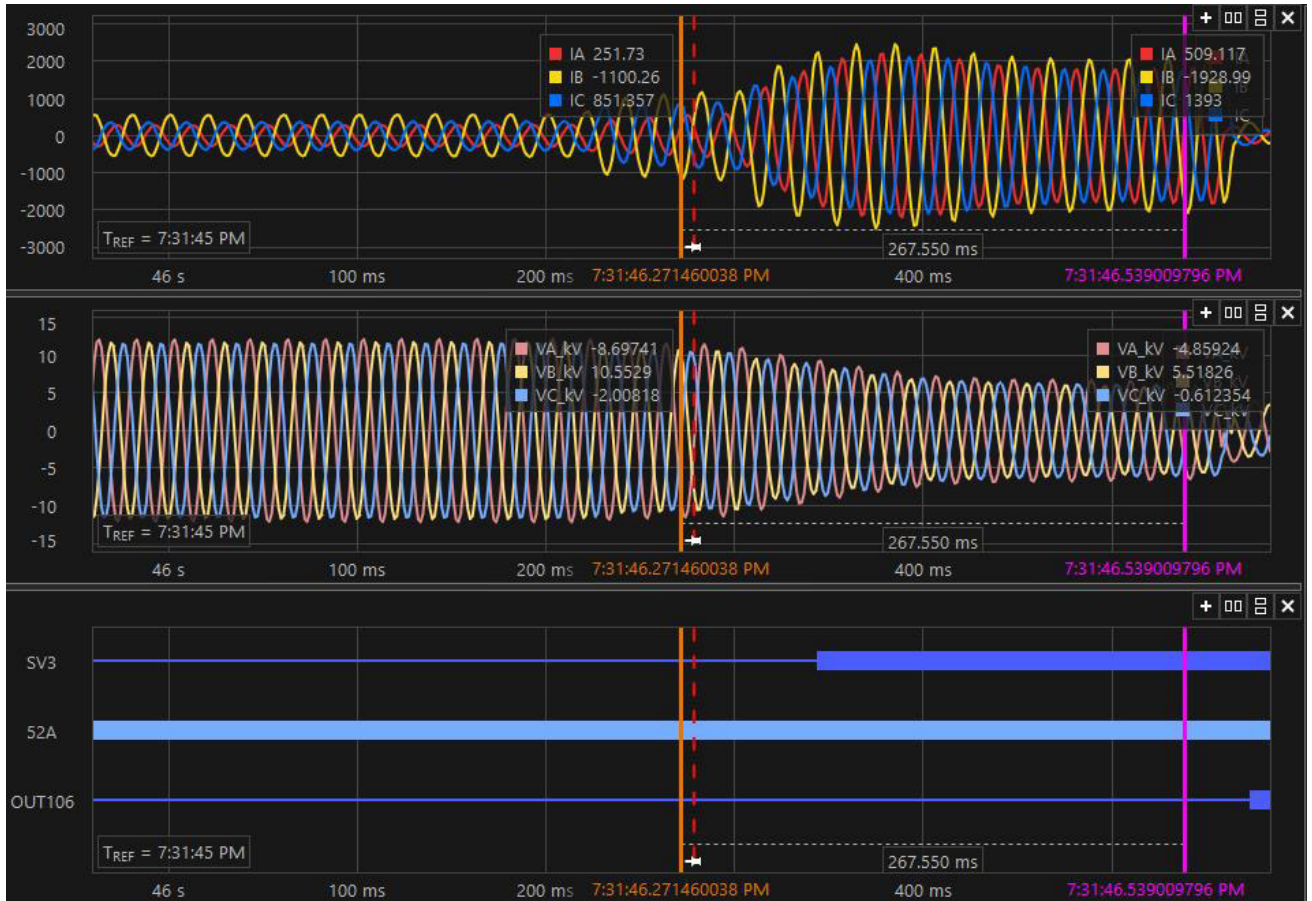 3000
2000
1000
0
-1000
-2000
-3000
IA 251.73
IB -1100.26
IC 851.357
IA 509.117
IB -1928.99
IC 1393
IA
IB
IC
TREF = 7:31:45 PM
267.550 ms
46 s
100 ms
200 ms
7:31:46.271460038 PM
400 ms
7:31:46.539009796 PM
15
10
5
0
-5
-10
-15
VA_kV -8.69741
VB_kV 10.5529
VC_kV -2.00818
VA_kV -4.85924
VB_kV 5.51826
VC_kV -0.612354
VC_kV
TREF = 7:31:45 PM
267.550 ms
46 s
100 ms
200 ms
7:31:46.271460038 PM
400 ms
7:31:46.539009796 PM
SV3
52A
OUT106
TREF = 7:31:45 PM
267.550 ms
46 s
100 ms
200 ms
7:31:46.271460038 PM
400 ms
7:31:46.539009796 PM